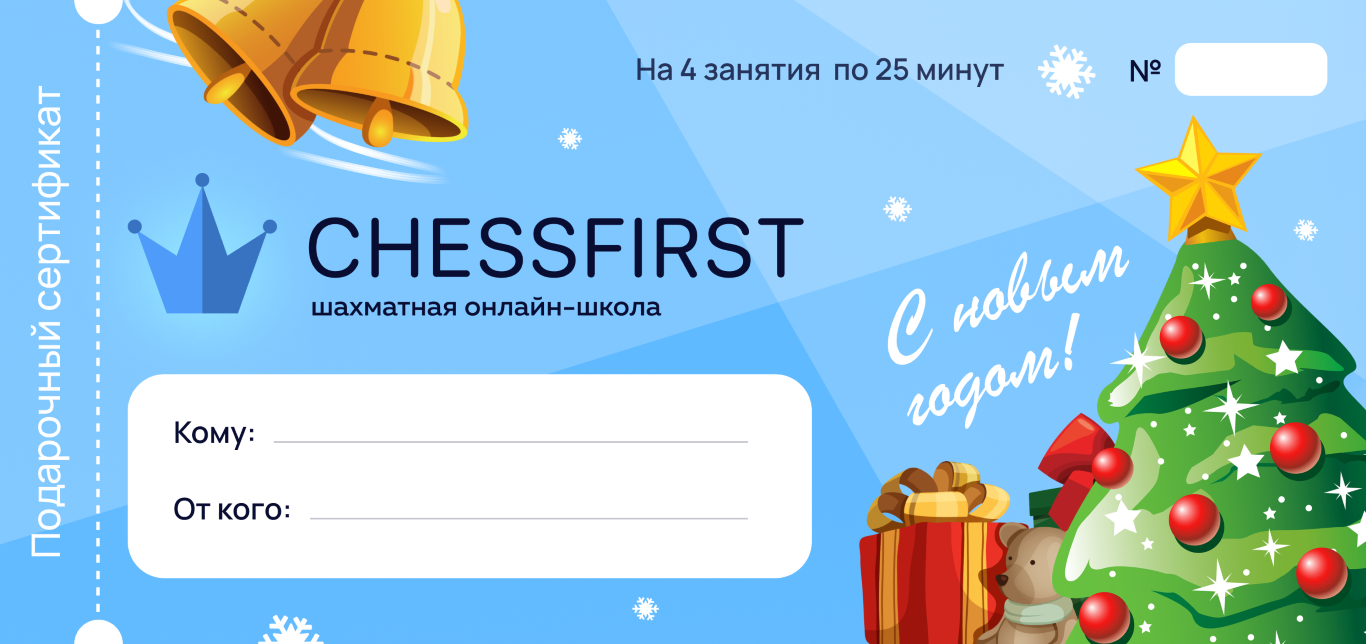 Подарочный сертификат
На 4 занятия по 25 минут
№
CHESSFIRST
шахматная онлайн-школа
С новым
годом!
Кому:
От кого: